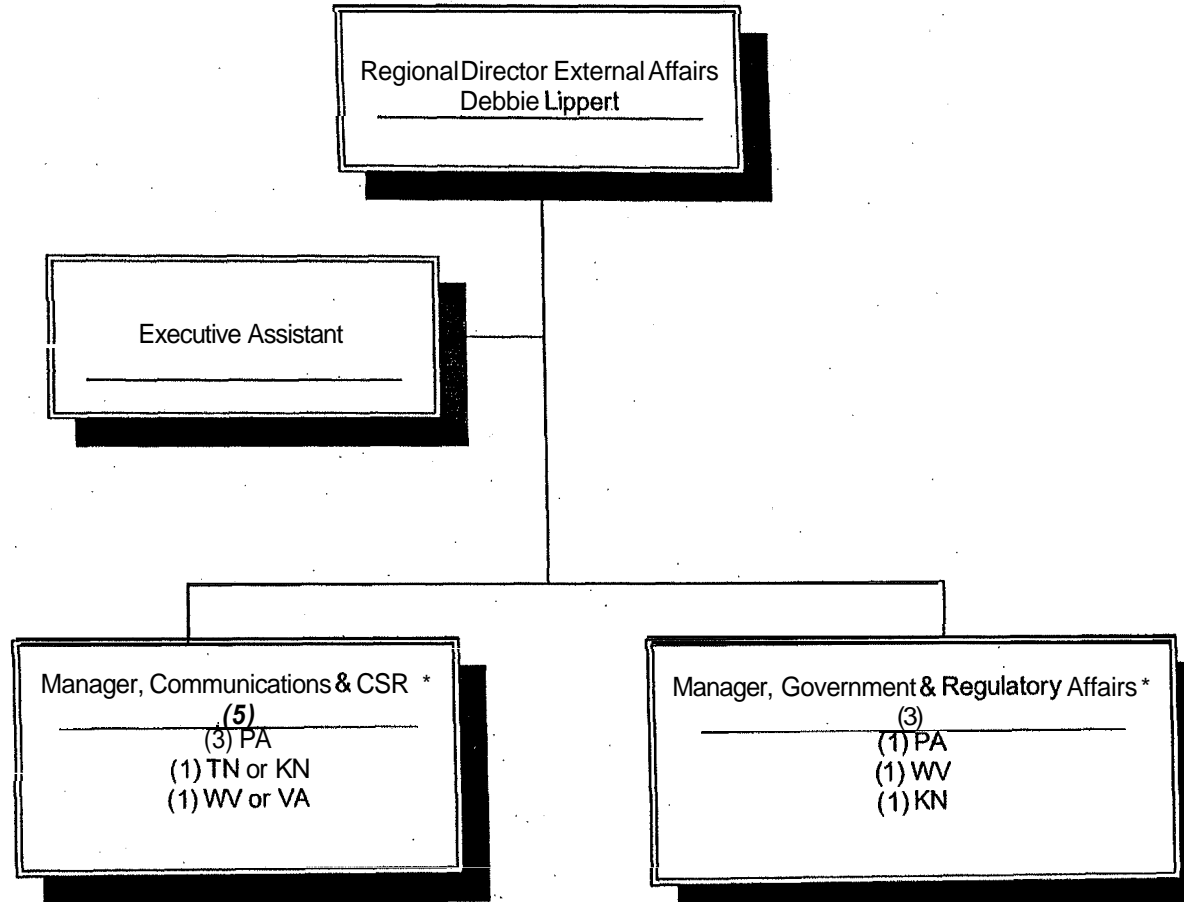 Regional Director External Affairs
Debbie Lippert
Executive Assistant
Manager, Communications & CSR *
(5)
(3) PA
(1) TN or KN
(1) WV or VA
Manager, Government & Regulatory Affairs *
(3)
(1) PA
(1) WV
(1) KN